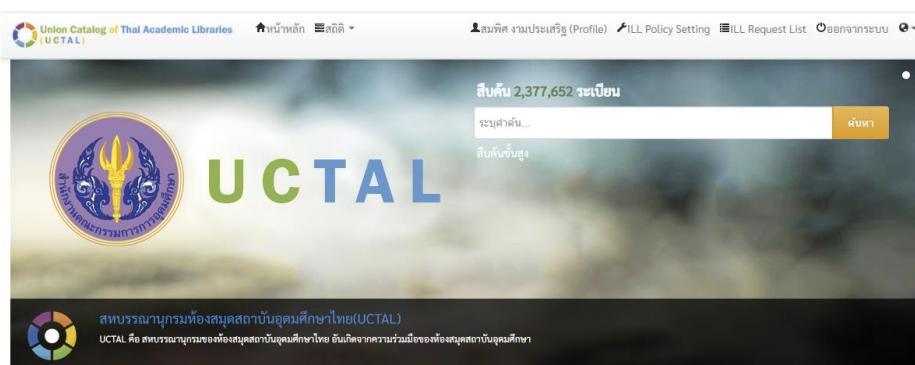 Union Catalog of Thai Academic Libraries
(UCTAL)
หน้าหลัก
สถิติ
สมพิศ งามประเสริฐ (Profile)
ILL Policy Setting
ILL Request List
ออกจากระบบ
สืบค้น 2,377,652 ระเบียน
ระบุคำค้น...
ค้นหา
สืบค้นขั้นสูง
UCTAL
สำนักงานคณะกรรมการการอุดมศึกษา
สหบรรณานุกรมห้องสมุดสถาบันอุดมศึกษาไทย(UCTAL)
UCTAL คือ สหบรรณานุกรมของห้องสมุดสถาบันอุดมศึกษาไทย อันเกิดจากความร่วมมือของห้องสมุดสถาบันอุดมศึกษา